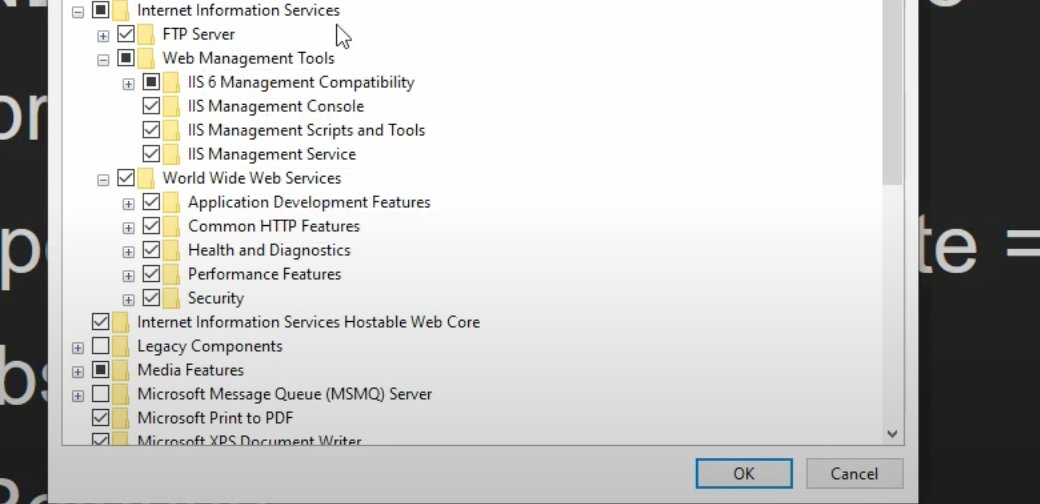 Internet Information Services
FTP Server
Web Management Tools
IIS 6 Management Compatibility
IIS Management Console
IIS Management Scripts and Tools
IIS Management Service
World Wide Web Services
Application Development Features
Common HTTP Features
Health and Diagnostics
Performance Features
Security
Internet Information Services Hostable Web Core
Legacy Components
Media Features
Microsoft Message Queue (MSMQ) Server
Microsoft Print to PDF
Microsoft XPS Document Writer
OK Cancel
te =